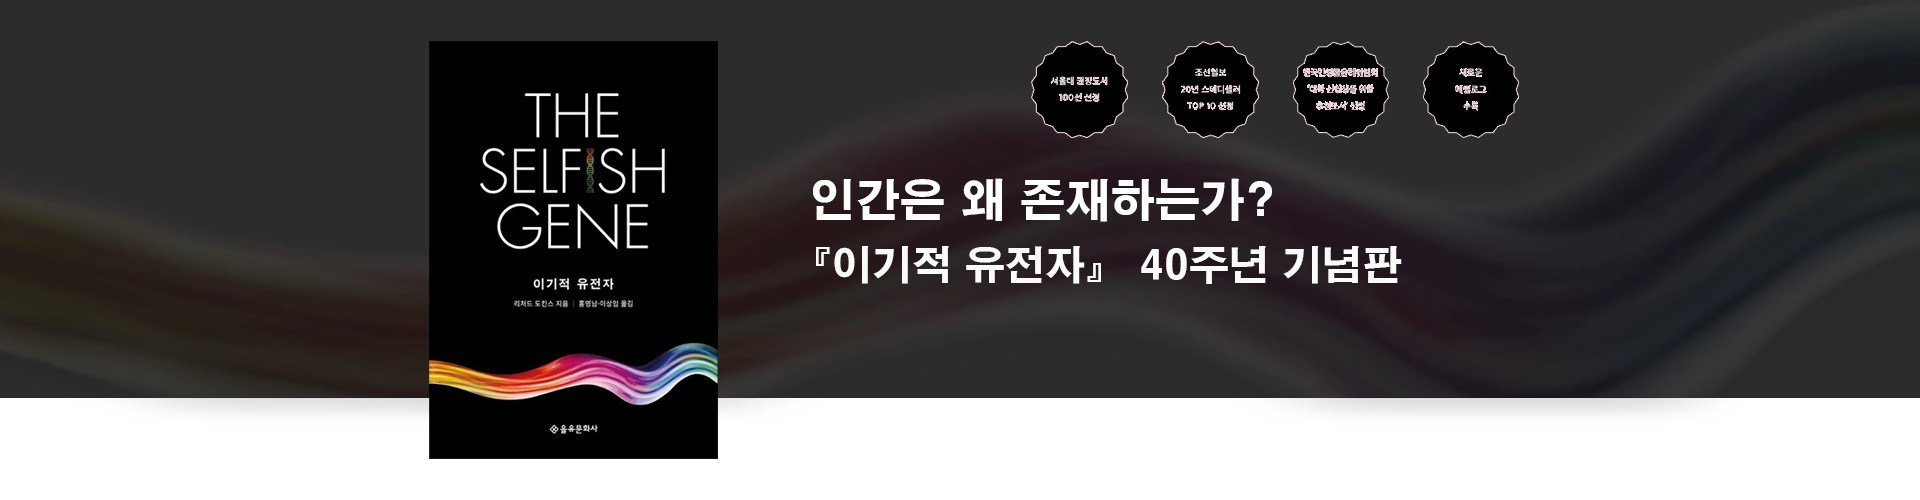 THE
SELFISH
GENE
이기적 유전자
리처드 도킨스 지음 | 홍영남·이상임 옮김
을유문화사
서울대 권장도서
100선 선정
조선일보
20년 스테디셀러
TOP 10 선정
새로운
에필로그
수록
인간은 왜 존재하는가?
『이기적 유전자』 40주년 기념판